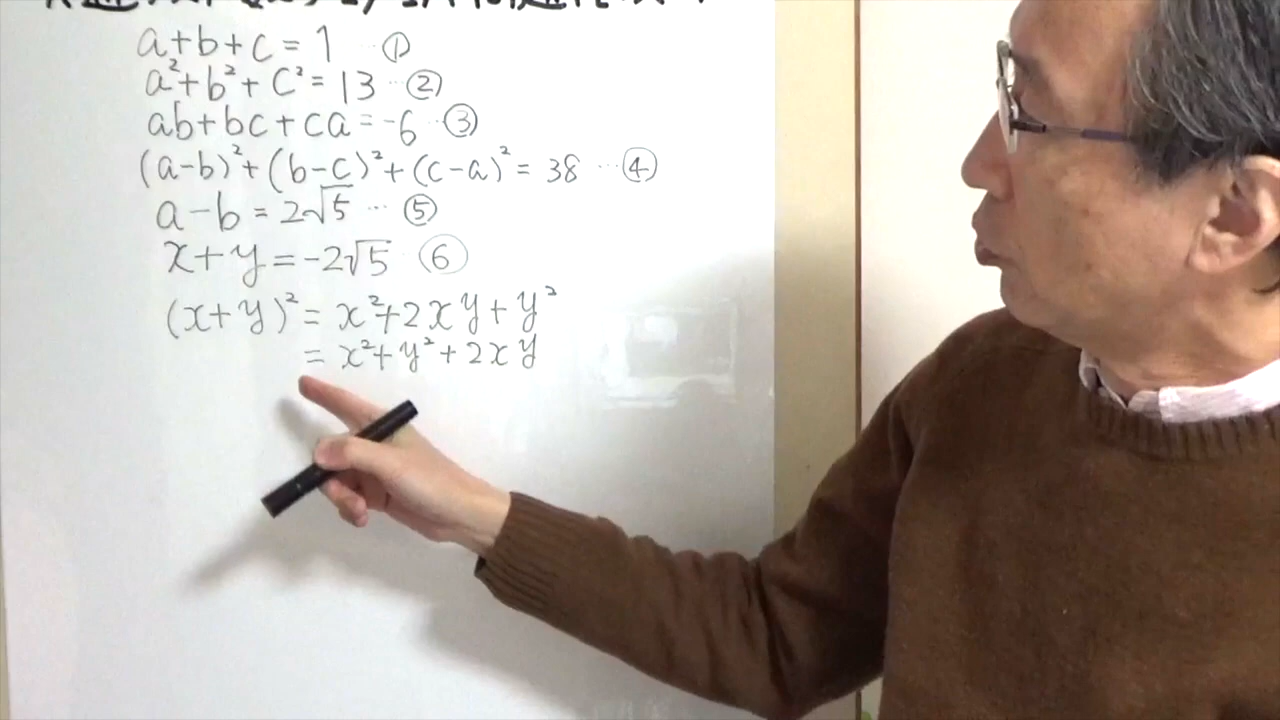 a+b+c=1 … ①
a²+b²+c²=13 … ②
ab+bc+ca=-6 … ③
(a-b)²+(b-c)²+(c-a)²=38 … ④
a-b=2√5 … ⑤
x+y=-2√5 ⑥
(x+y)²=x²+2xy+y²
=x²+y²+2xy